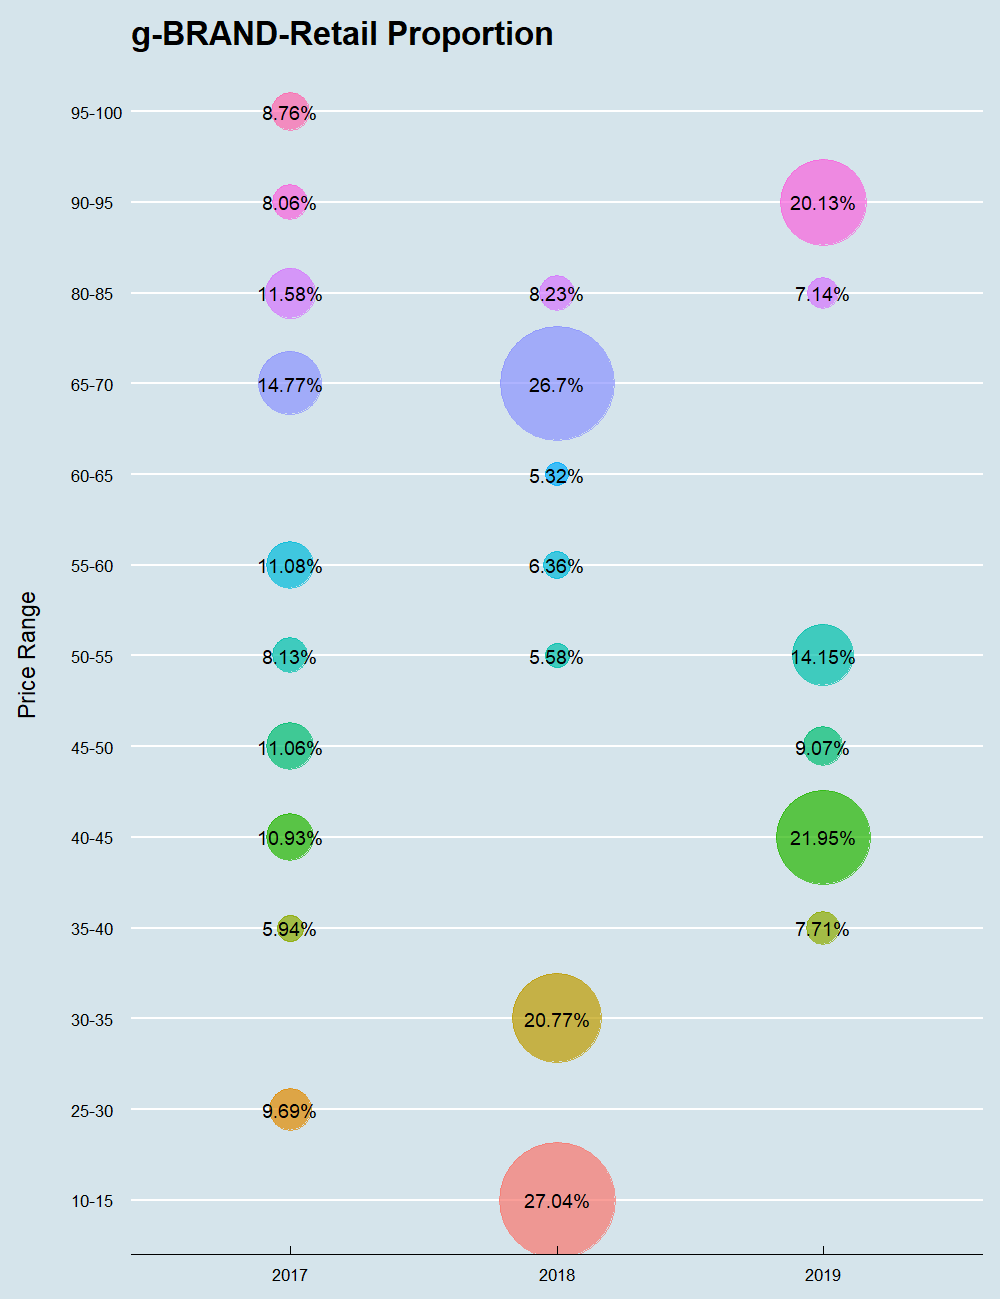 g-BRAND-Retail Proportion
95-100 8.76%
90-95 8.06% 20.13%
80-85 11.58% 8.23% 7.14%
65-70 14.77% 26.7%
60-65 5.32%
55-60 11.08% 6.36%
50-55 8.13% 5.58% 14.15%
45-50 11.06% 9.07%
40-45 10.93% 21.95%
35-40 5.94% 7.71%
30-35 20.77%
25-30 9.69%
10-15 27.04%
Price Range
2017 2018 2019